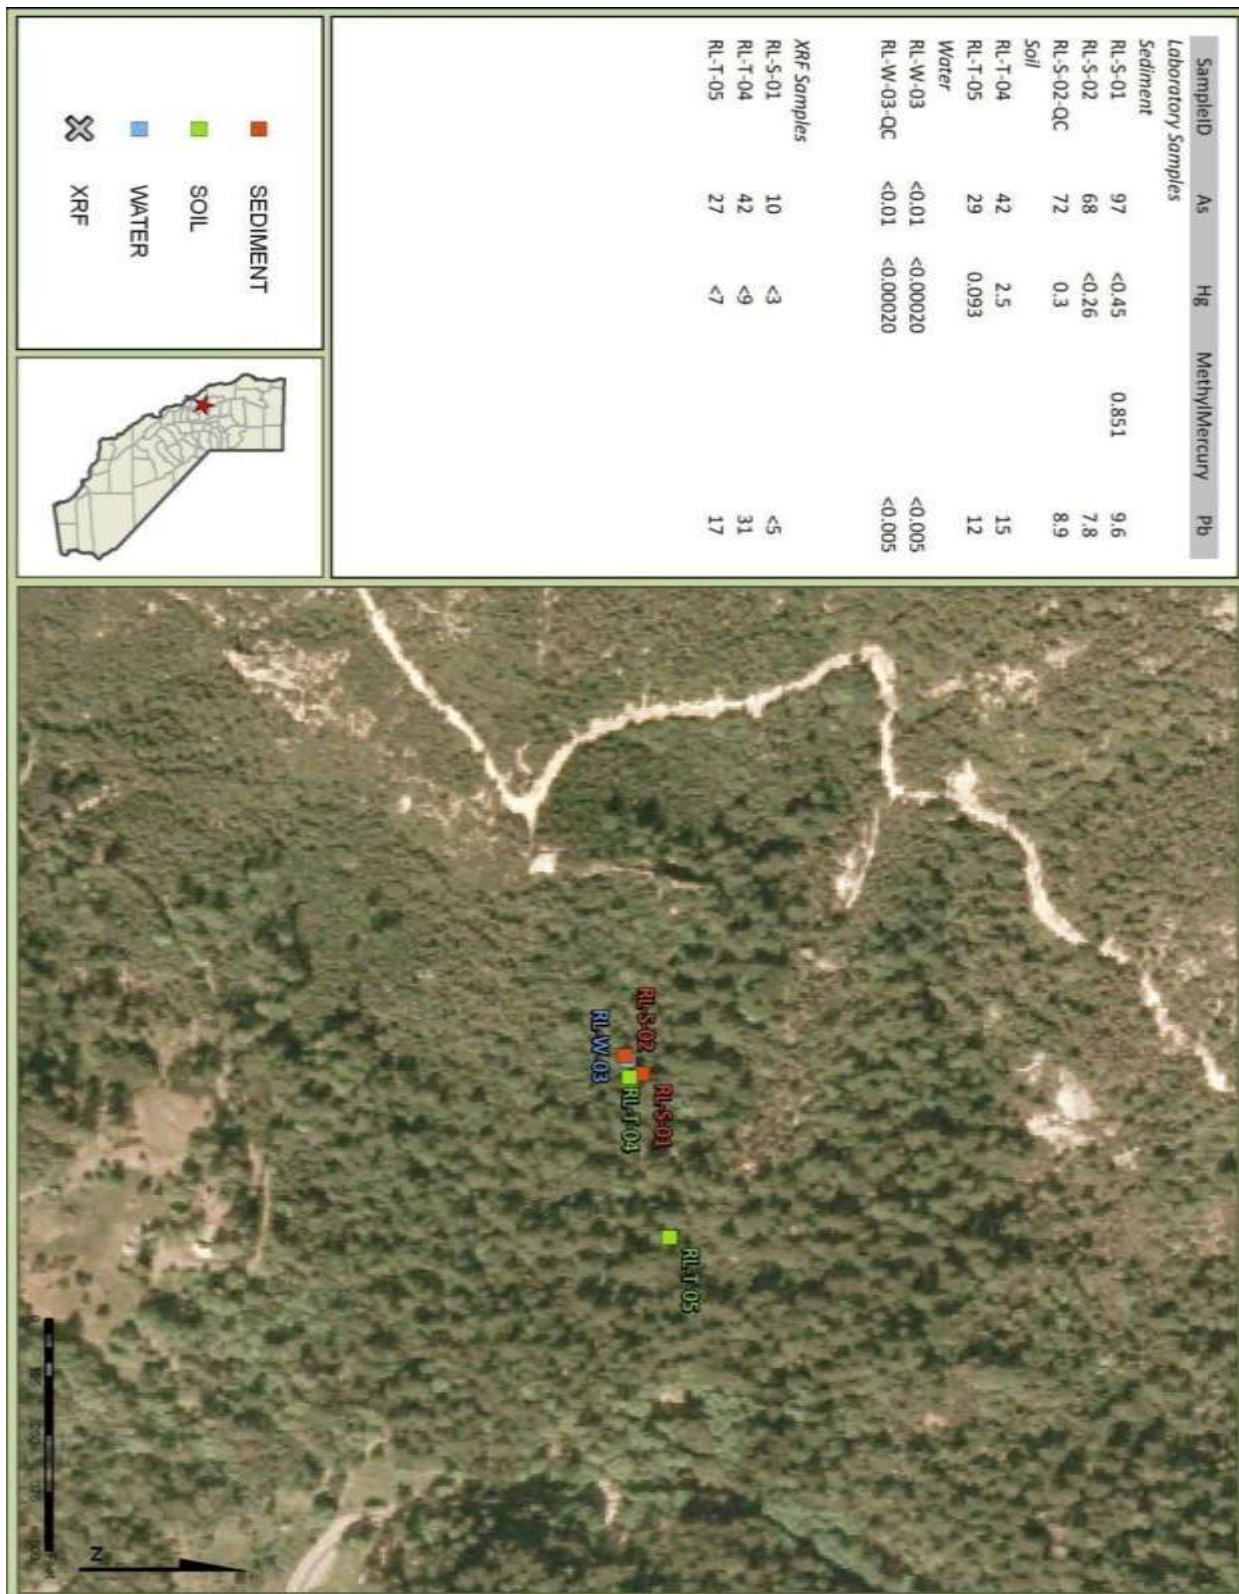 SampleID As Hg MethylMercury Pb
Laboratory Samples
Sediment
RL-S-01 97 <0.45 0.851 9.6
RL-S-02 68 <0.26 7.8
RL-S-02-QC 72 0.3 8.9
Soil
RL-T-04 42 2.5 15
RL-T-05 29 0.093 12
Water
RL-W-03 <0.01 <0.00020 <0.005
RL-W-03-QC <0.01 <0.00020 <0.005
XRF Samples
RL-S-01 10 <3 <5
RL-T-04 42 <9 31
RL-T-05 27 <7 17
SEDIMENT
SOIL
WATER
XRF
RL-S-02
RL-S-01
RL-T-04
RL-W-03
RL-T-05
N